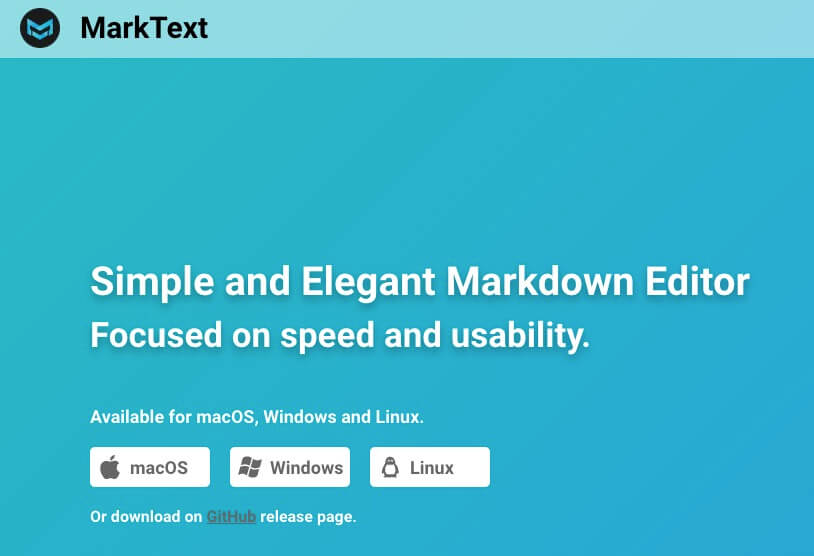 MarkText
Simple and Elegant Markdown Editor
Focused on speed and usability.
Available for macOS, Windows and Linux.
macOS Windows Linux
Or download on GitHub release page.